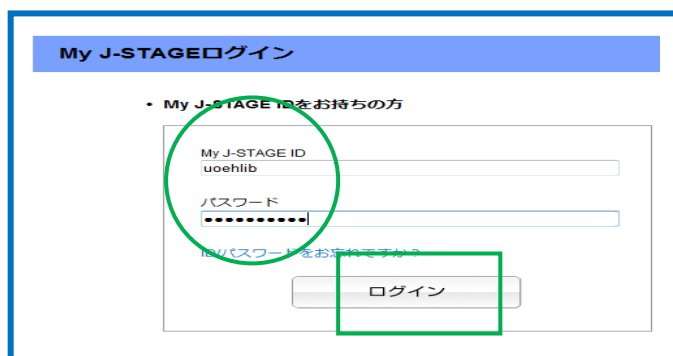 My J-STAGEログイン
• My J-STAGE IDをお持ちの方
My J-STAGE ID
uoehlib
パスワード
●●●●●●●●●●
ID/パスワードをお忘れですか？
ログイン